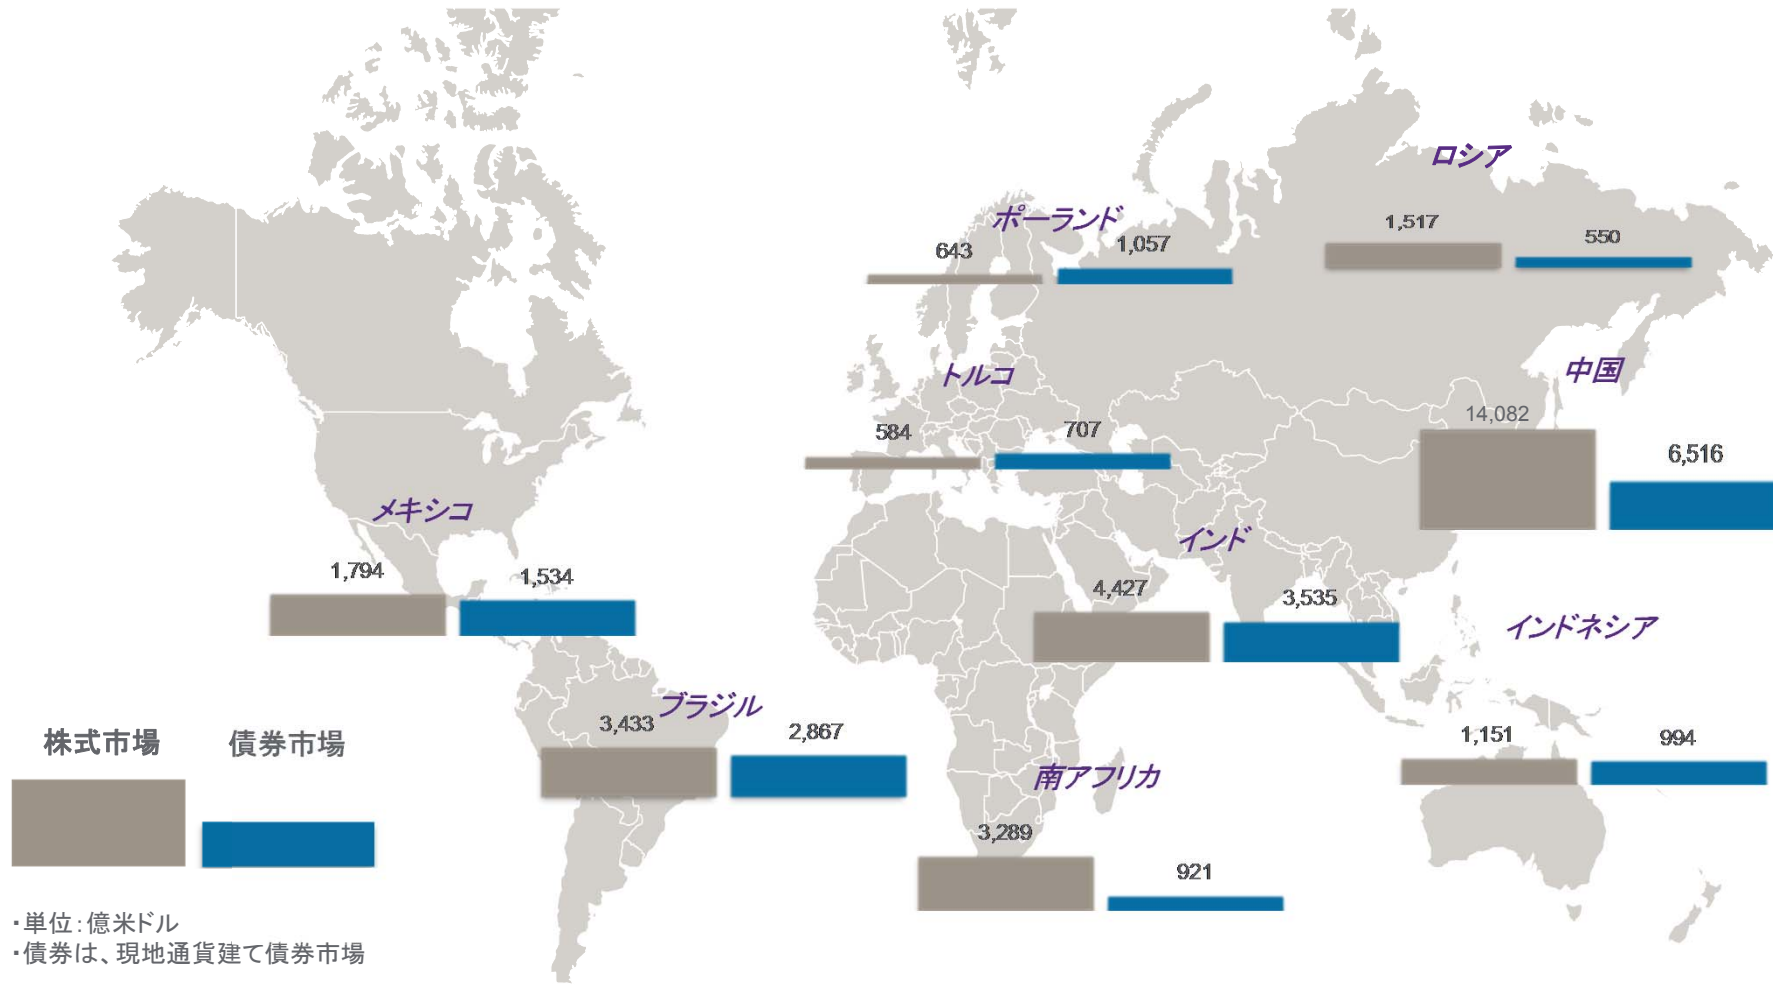 ロシア
1,517
550
ポーランド
643
1,057
中国
14,082
6,516
トルコ
584
707
メキシコ
1,794
1,534
インド
4,427
3,535
インドネシア
1,151
994
ブラジル
3,433
2,867
南アフリカ
3,289
921
株式市場
債券市場
・単位：億米ドル
・債券は、現地通貨建て債券市場